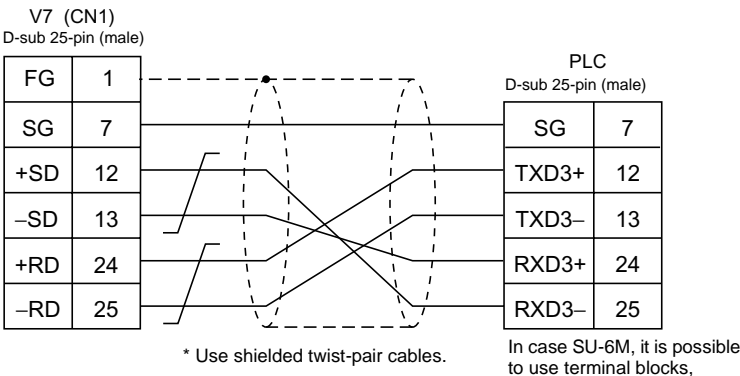 V7 (CN1)
D-sub 25-pin (male)
FG 1
SG 7
+SD 12
−SD 13
+RD 24
−RD 25
PLC
D-sub 25-pin (male)
SG 7
TXD3+ 12
TXD3− 13
RXD3+ 24
RXD3− 25
* Use shielded twist-pair cables.
In case SU-6M, it is possible
to use terminal blocks,